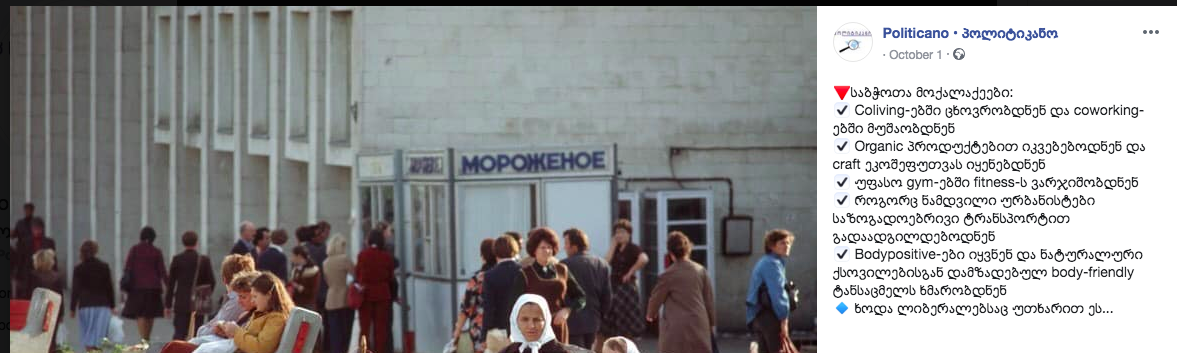 МОРОЖЕНОЕ
Politicano • პოლიტიკანო
· October 1 ·
🔻საბჭოთა მოქალაქეები:
✔ Coliving-ებში ცხოვრობდნენ და coworking-
ებში მუშაობდნენ
✔ Organic პროდუქტებით იკვებებოდნენ და
craft ეკოშეფუთვას იყენებდნენ
✔ უფასო gym-ებში fitness-ს ვარჯიშობდნენ
✔ როგორც ნამდვილი ურბანისტები
საზოგადოებრივი ტრანსპორტით
გადაადგილდებოდნენ
✔ Bodypositive-ები იყვნენ და ნატურალური
ქსოვილებისგან დამზადებულ body-friendly
ტანსაცმელს ხმარობდნენ
🔹 ხოდა ლიბერალებსაც უთხარით ეს...